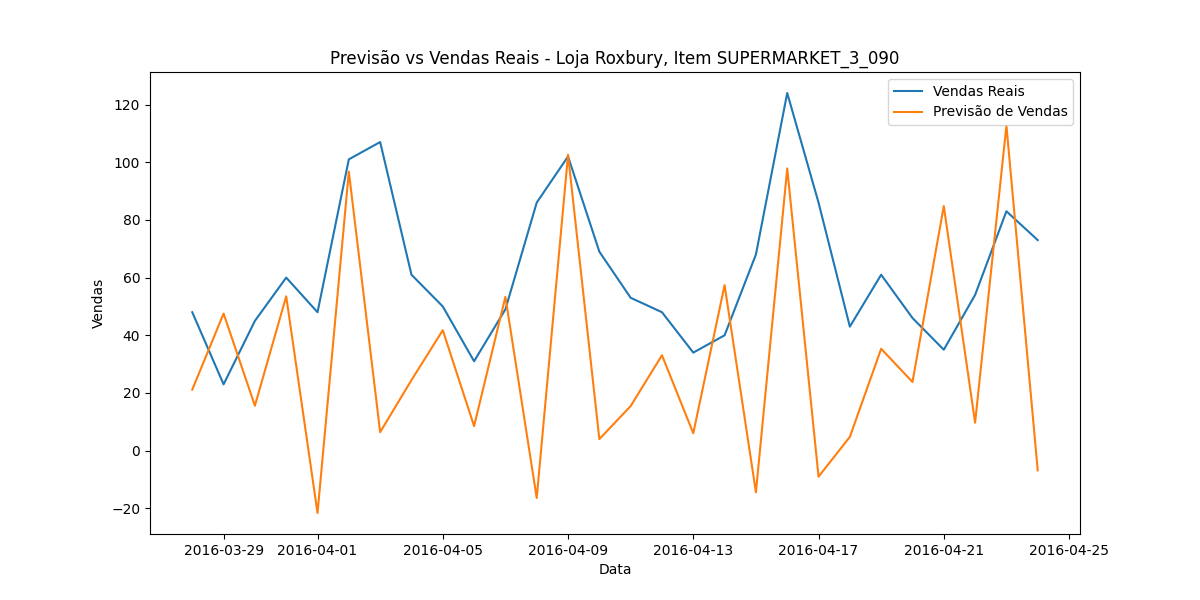 Previsão vs Vendas Reais - Loja Roxbury, Item SUPERMARKET_3_090
Vendas Reais
Previsão de Vendas
120
100
80
60
40
20
0
−20
Vendas
2016-03-29 2016-04-01 2016-04-05 2016-04-09 2016-04-13 2016-04-17 2016-04-21 2016-04-25
Data